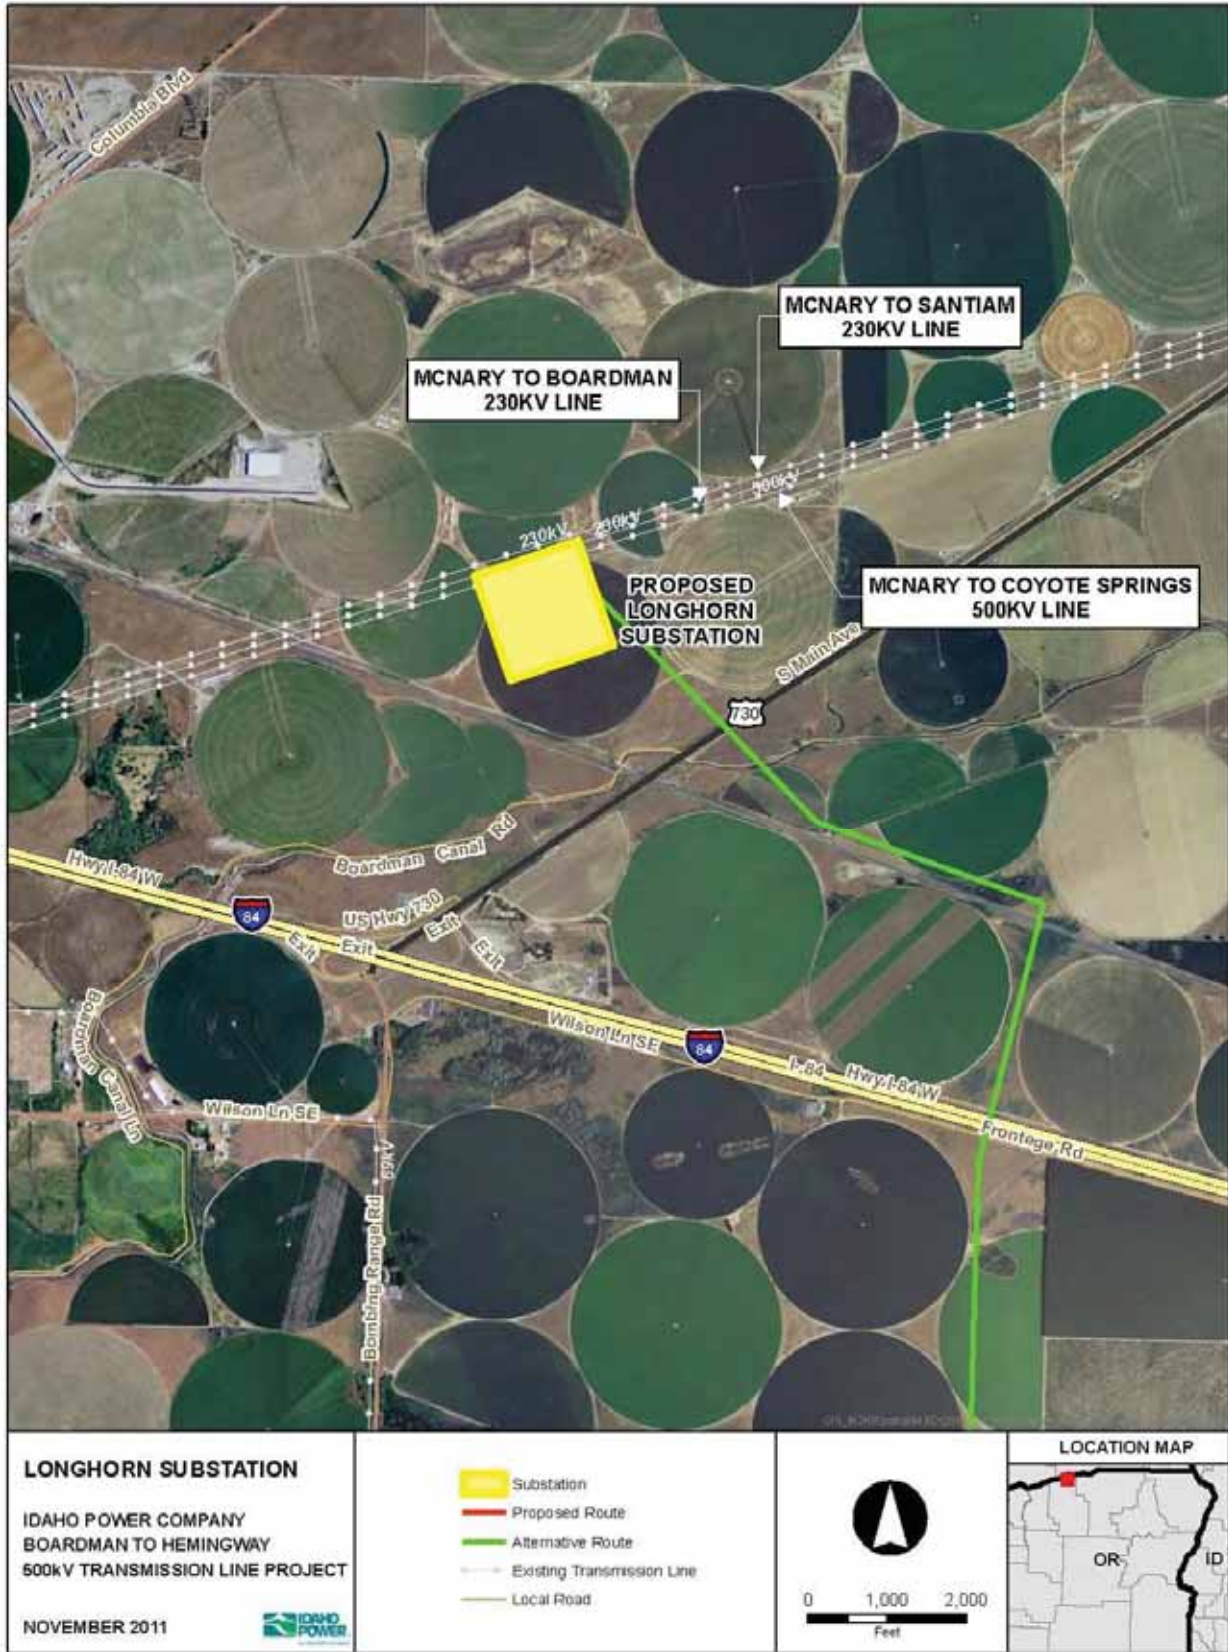 Columbia Blvd
MCNARY TO SANTIAM
230KV LINE
MCNARY TO BOARDMAN
230KV LINE
500kV
230kV
230kV
MCNARY TO COYOTE SPRINGS
500KV LINE
PROPOSED
LONGHORN
SUBSTATION
S Main Ave
730
Boardman Canal Rd
Hwy I-84 W
84
US Hwy 730
Exit
Exit
Exit
Exit
Boardman Canal Ln
Wilson Ln SE
84
I-84
Hwy I-84 W
Wilson Ln SE
Frontege Rd
69kV
Bombing Range Rd
LONGHORN SUBSTATION
IDAHO POWER COMPANY
BOARDMAN TO HEMINGWAY
500kV TRANSMISSION LINE PROJECT
NOVEMBER 2011
IDAHO
POWER
Substation
Proposed Route
Alternative Route
Existing Transmission Line
Local Road
0 1,000 2,000
Feet
LOCATION MAP
OR
ID